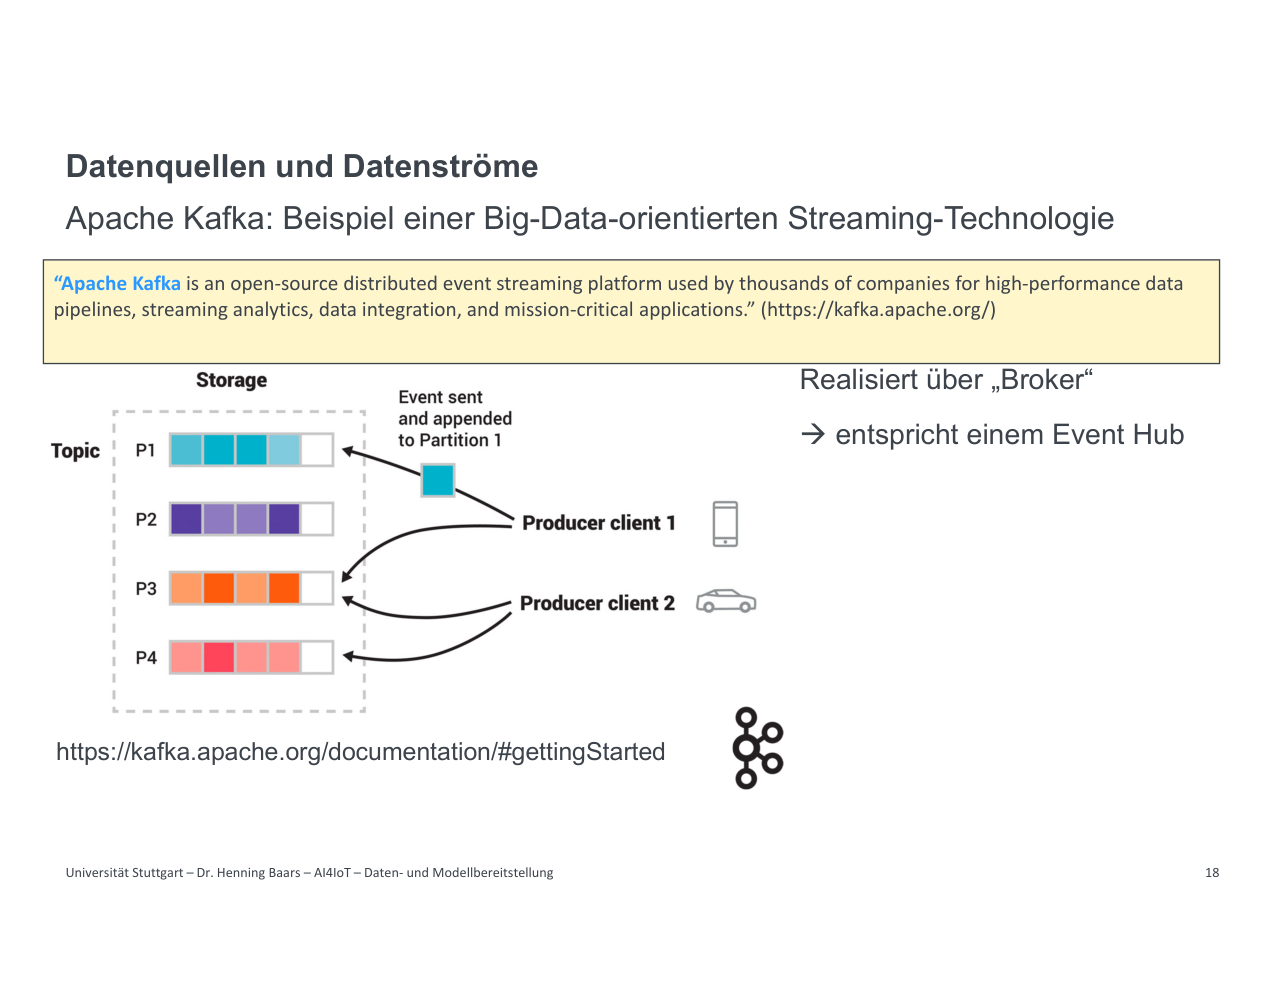 Datenquellen und Datenströme
Apache Kafka: Beispiel einer Big-Data-orientierten Streaming-Technologie
“Apache Kafka is an open-source distributed event streaming platform used by thousands of companies for high-performance data
pipelines, streaming analytics, data integration, and mission-critical applications.” (https://kafka.apache.org/)
Storage
Topic
P1
P2
P3
P4
Event sent
and appended
to Partition 1
Producer client 1
Producer client 2
Realisiert über „Broker“
→ entspricht einem Event Hub
https://kafka.apache.org/documentation/#gettingStarted
Universität Stuttgart – Dr. Henning Baars – AI4IoT – Daten- und Modellbereitstellung
18